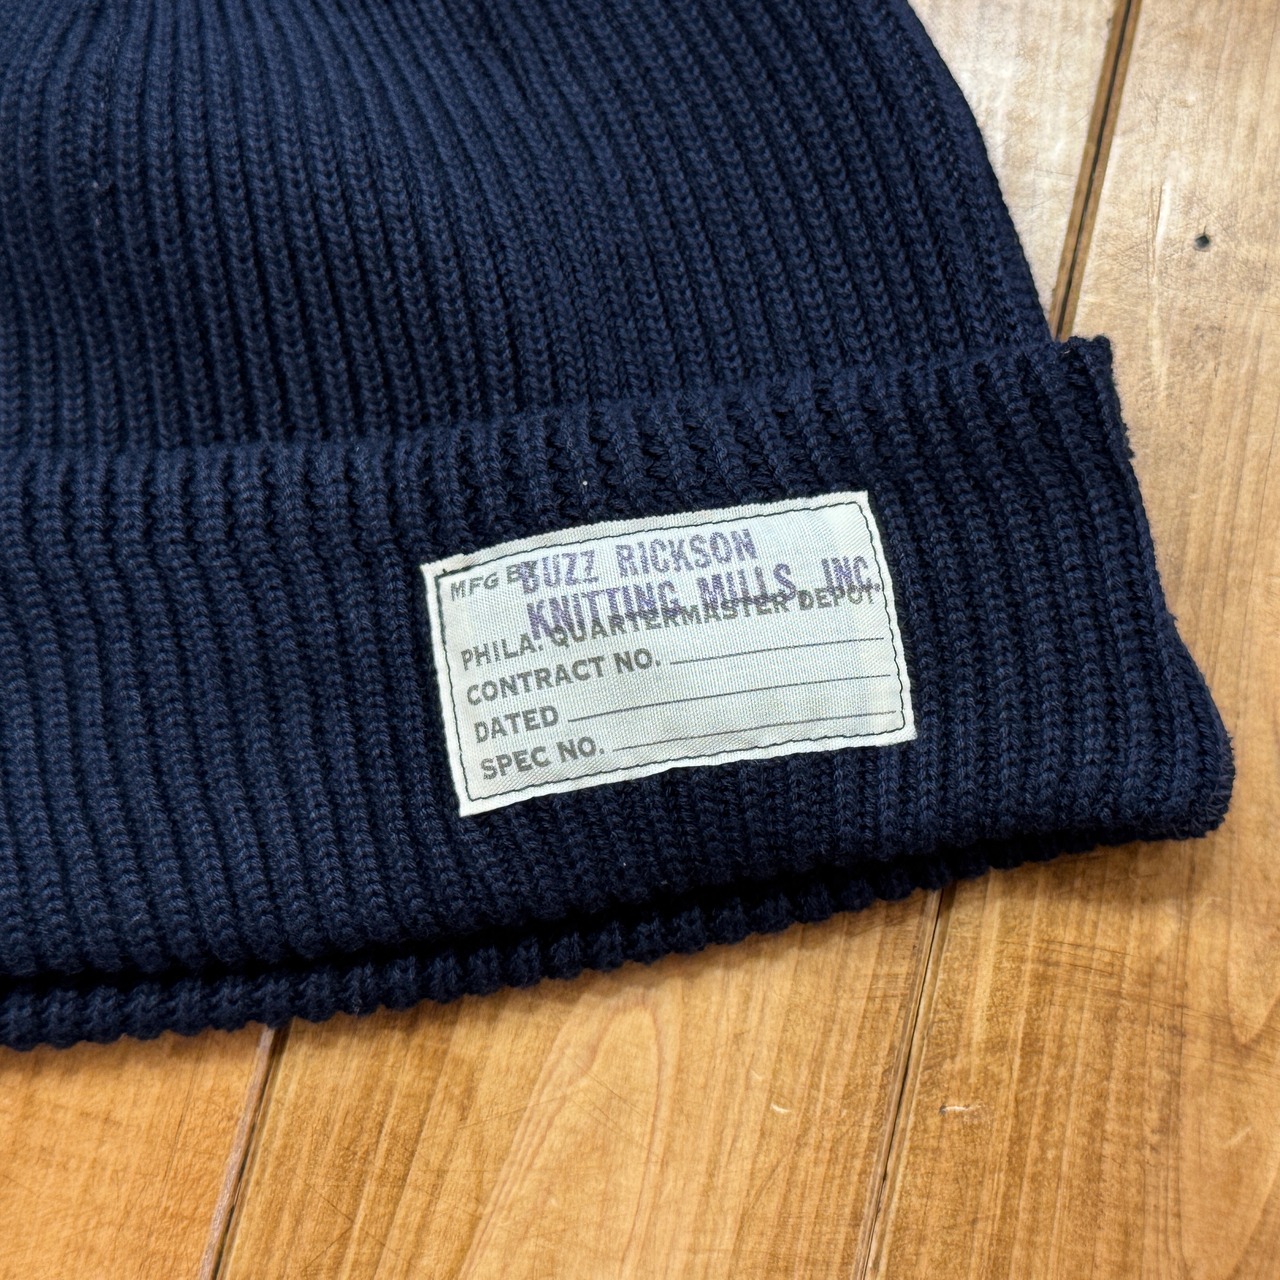 MFG BY BUZZ RICKSON
KNITTING MILLS, INC.
PHILA. QUARTERMASTER DEPOT
CONTRACT NO.
DATED
SPEC NO.